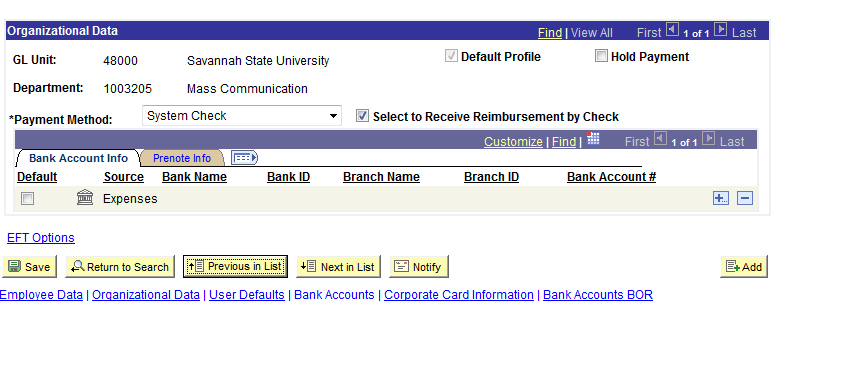 Organizational Data Find | View All First 1 of 1 Last
GL Unit: 48000 Savannah State University Default Profile Hold Payment
Department: 1003205 Mass Communication
*Payment Method: System Check Select to Receive Reimbursement by Check
Customize | Find | First 1 of 1 Last
Bank Account Info Prenote Info
Default Source Bank Name Bank ID Branch Name Branch ID Bank Account #
Expenses
EFT Options
Save Return to Search Previous in List Next in List Notify Add
Employee Data | Organizational Data | User Defaults | Bank Accounts | Corporate Card Information | Bank Accounts BOR